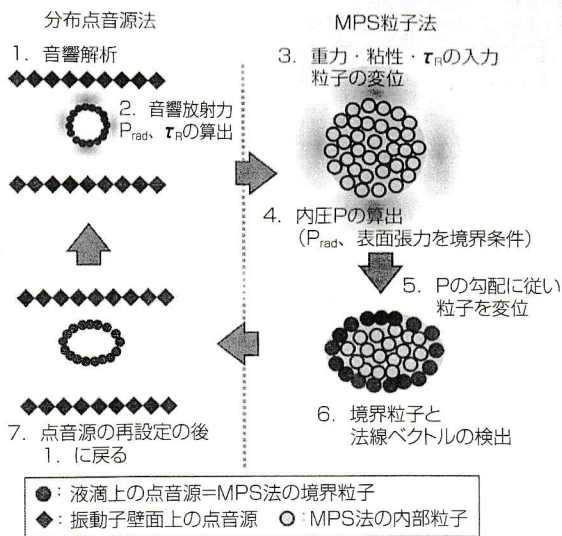 分布点音源法
1. 音響解析
2. 音響放射力
Prad、τRの算出
7. 点音源の再設定の後
1. に戻る
MPS粒子法
3. 重力・粘性・τRの入力
粒子の変位
4. 内圧Pの算出
(Prad、表面張力を境界条件)
5. Pの勾配に従い
粒子を変位
6. 境界粒子と
法線ベクトルの検出
●:液滴上の点音源=MPS法の境界粒子
◆:振動子壁面上の点音源 ○:MPS法の内部粒子